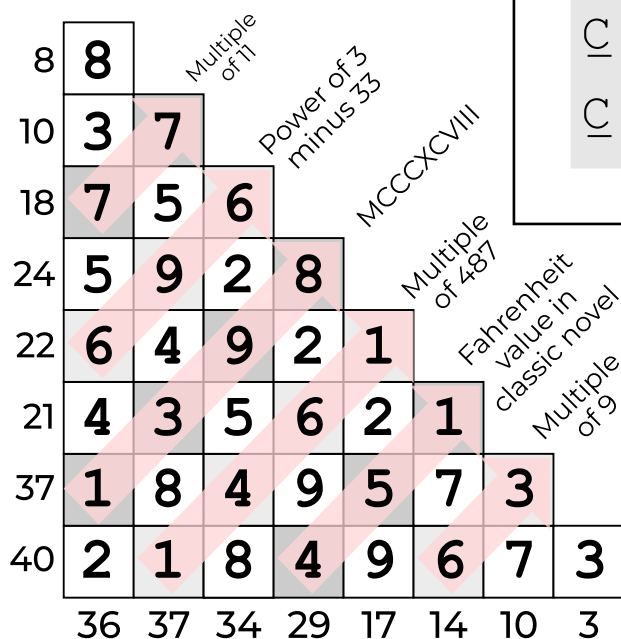 C
C
Multiple
of 11
Power of 3
minus 33
MCCCXCVIII
Multiple
of 487
Fahrenheit
value in
classic novel
Multiple
of 9
8 8
10 3 7
18 7 5 6
24 5 9 2 8
22 6 4 9 2 1
21 4 3 5 6 2 1
37 1 8 4 9 5 7 3
40 2 1 8 4 9 6 7 3
36 37 34 29 17 14 10 3